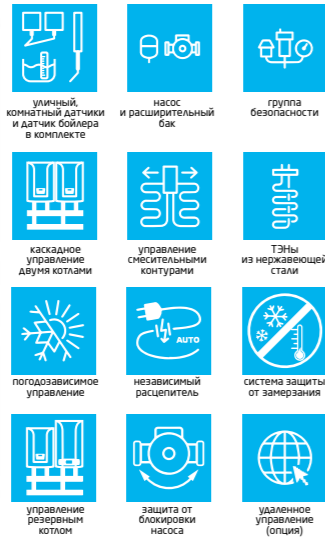 уличный,
комнатный датчики
и датчик бойлера
в комплекте
насос
и расширительный
бак
группа
безопасности
каскадное
управление
двумя котлами
управление
смесительными
контурами
ТЭНы
из нержавеющей
стали
AUTO
погодозависимое
управление
независимый
расцепитель
система защиты
от замерзания
управление
резервным
котлом
защита от
блокировки
насоса
удаленное
управление
(опция)